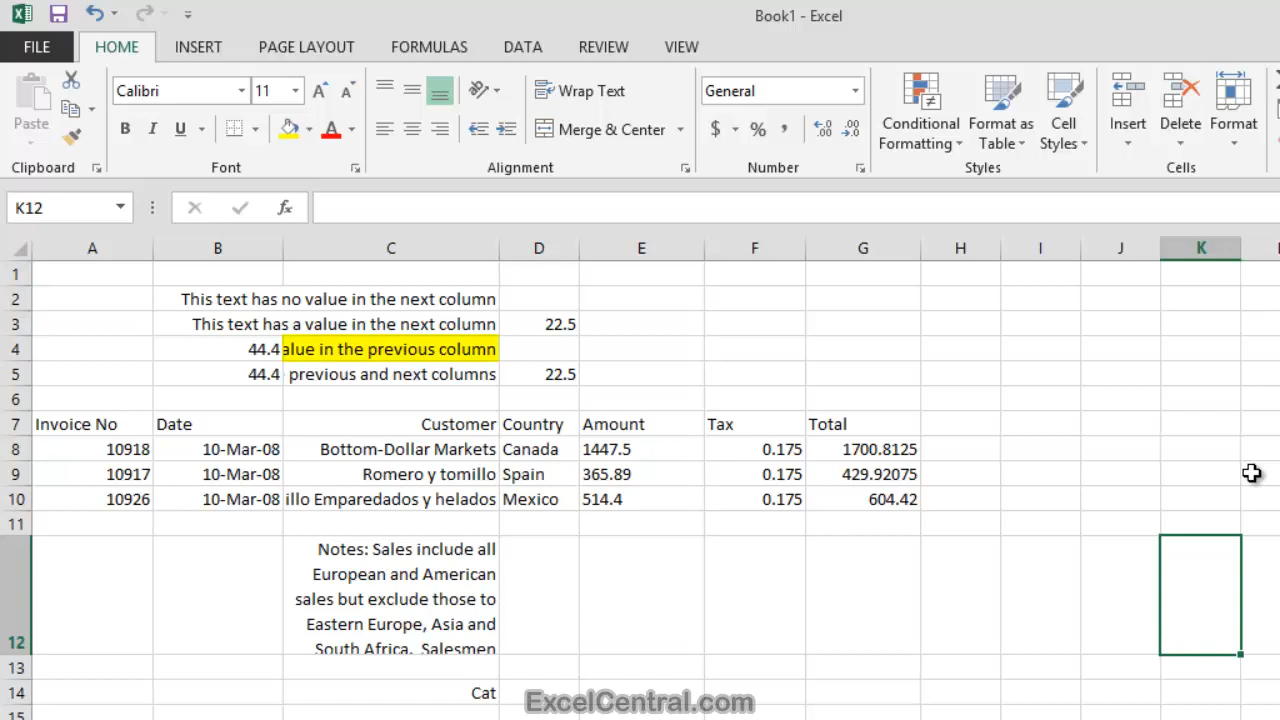 Book1 - Excel
FILE HOME INSERT PAGE LAYOUT FORMULAS DATA REVIEW VIEW
Calibri 11 Wrap Text General
Paste B I U Merge & Center $ % , Conditional Formatting Format as Table Cell Styles Insert Delete Format
Clipboard Font Alignment Number Styles Cells
K12 fx
A B C D E F G H I J K
1
2 This text has no value in the next column
3 This text has a value in the next column 22.5
4 44.4 alue in the previous column
5 44.4 previous and next columns 22.5
6
7 Invoice No Date Customer Country Amount Tax Total
8 10918 10-Mar-08 Bottom-Dollar Markets Canada 1447.5 0.175 1700.8125
9 10917 10-Mar-08 Romero y tomillo Spain 365.89 0.175 429.92075
10 10926 10-Mar-08 illo Emparedados y helados Mexico 514.4 0.175 604.42
11
Notes: Sales include all
European and American
sales but exclude those to
Eastern Europe, Asia and
12 South Africa. Salesmen
13
14 Cat
ExcelCentral.com
15